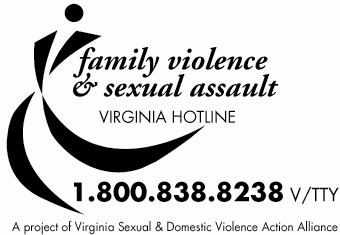 family violence
& sexual assault
VIRGINIA HOTLINE
1.800.838.8238 V/TTY
A project of Virginia Sexual & Domestic Violence Action Alliance